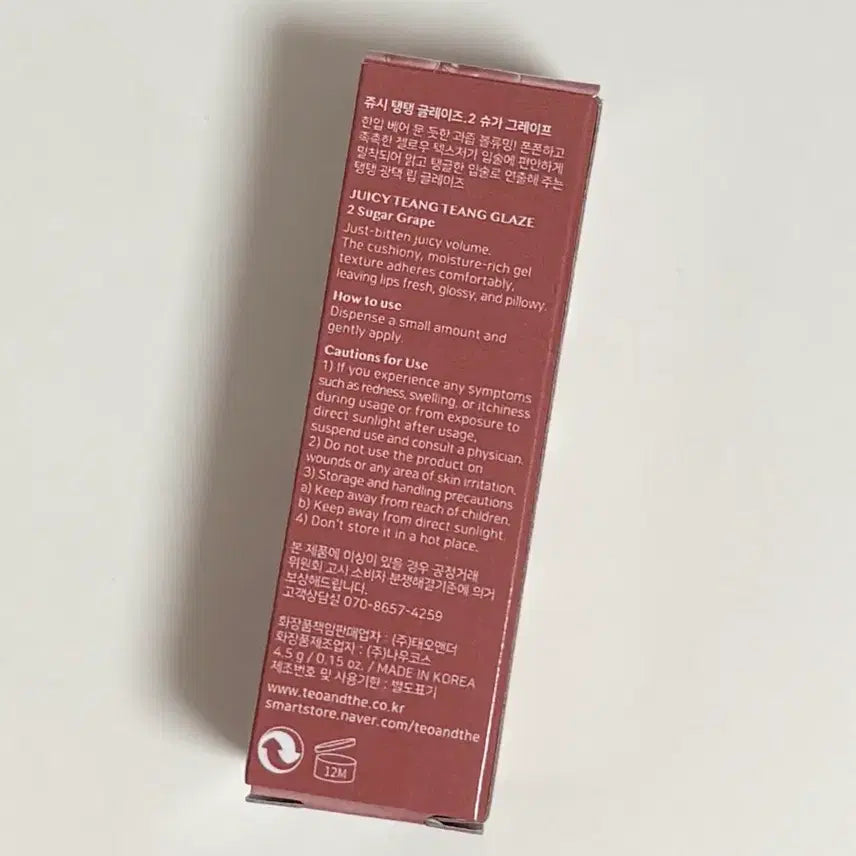 쥬시 탱탱 글레이즈.2 슈가 그레이프
한입 베어 문 듯한 과즙 볼류밍! 폰폰하고
촉촉한 젤로우 텍스처가 입술에 편안하게
밀착되어 맑고 탱글한 입술로 연출해 주는
탱탱 광택 립 글레이즈
JUICY TEANG TEANG GLAZE
2 Sugar Grape
Just-bitten juicy volume.
The cushiony, moisture-rich gel
texture adheres comfortably,
leaving lips fresh, glossy, and pillowy.
How to use
Dispense a small amount and
gently apply.
Cautions for Use
1) If you experience any symptoms
such as redness, swelling, or itchiness
during usage or from exposure to
direct sunlight after usage,
suspend use and consult a physician.
2) Do not use the product on
wounds or any area of skin irritation.
3) Storage and handling precautions
a) Keep away from reach of children.
b) Keep away from direct sunlight.
4) Don't store it in a hot place.
본 제품에 이상이 있을 경우 공정거래
위원회 고시 소비자 분쟁해결기준에 의거
보상해드립니다.
고객상담실 070-8657-4259
화장품책임판매업자 : (주)태오앤더
화장품제조업자 : (주)나우코스
4.5 g / 0.15 oz. / MADE IN KOREA
제조번호 및 사용기한 : 별도표기
www.teoandthe.co.kr
smartstore.naver.com/teoandthe
12M